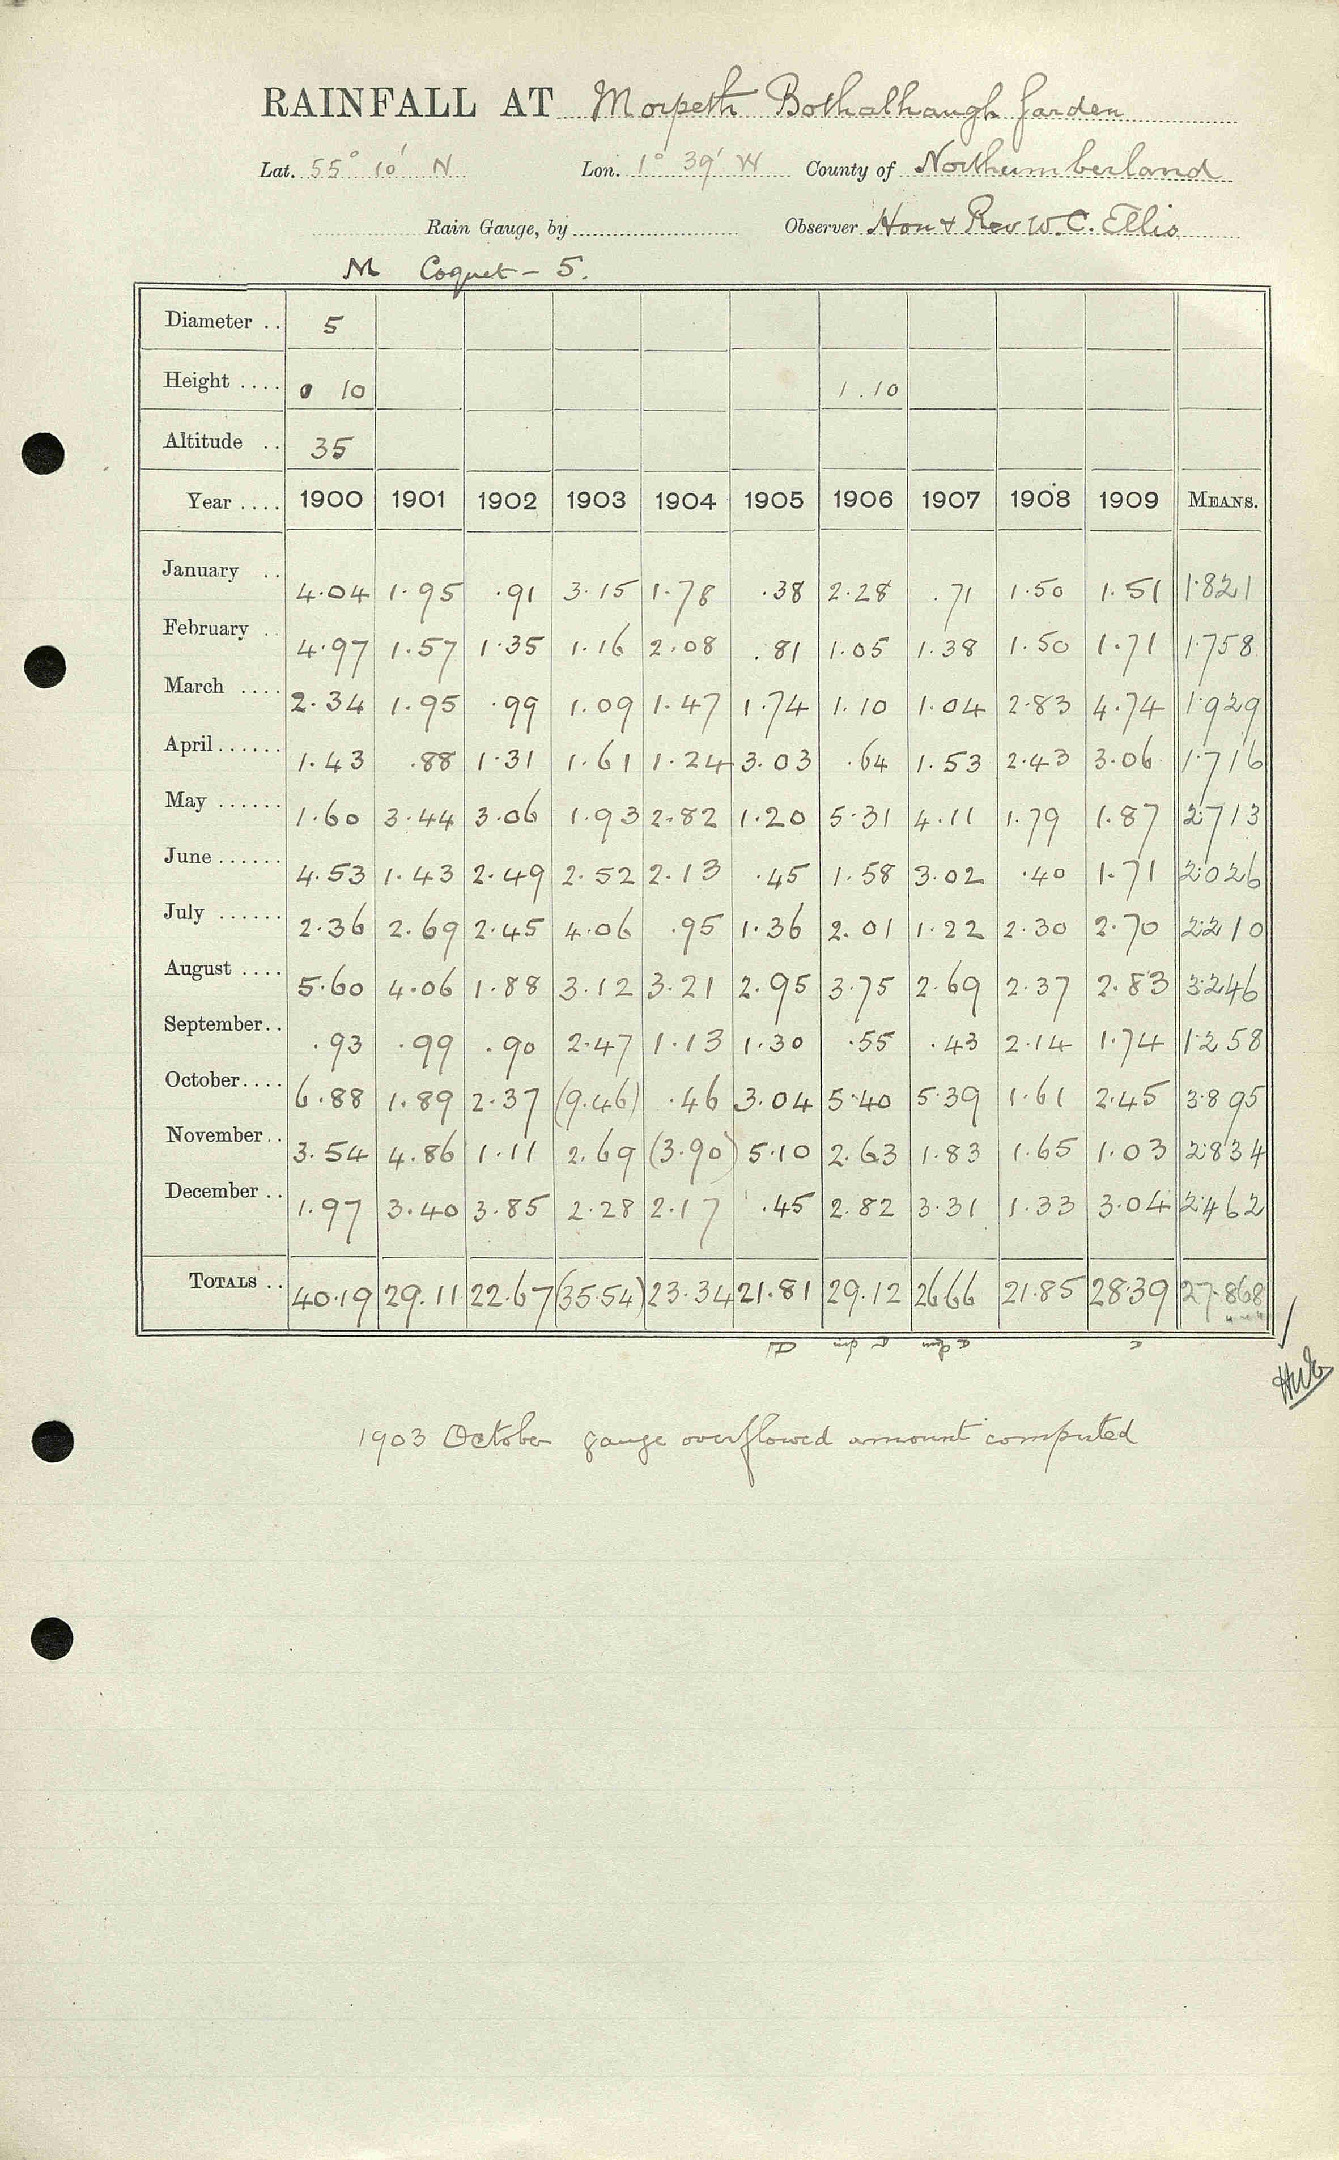 RAINFALL AT Morpeth Bothalhaugh Garden
Lat. 55° 10' N Lon. 1° 39' W County of Northumberland
Rain Gauge, by Observer Hon & Rev W. C. Ellis
M Coquet - 5.
Diameter .. 5
Height .... 0 10 1.10
Altitude .. 35
Year .... 1900 1901 1902 1903 1904 1905 1906 1907 1908 1909 MEANS.
January .. 4.04 1.95 .91 3.15 1.78 .38 2.28 .71 1.50 1.51 1.821
February .. 4.97 1.57 1.35 1.16 2.08 .81 1.05 1.38 1.50 1.71 1.758
March .... 2.34 1.95 .99 1.09 1.47 1.74 1.10 1.04 2.83 4.74 1.929
April...... 1.43 .88 1.31 1.61 1.24 3.03 .64 1.53 2.43 3.06 1.716
May ...... 1.60 3.44 3.06 1.93 2.82 1.20 5.31 4.11 1.79 1.87 2.713
June...... 4.53 1.43 2.49 2.52 2.13 .45 1.58 3.02 .40 1.71 2.026
July ...... 2.36 2.69 2.45 4.06 .95 1.36 2.01 1.22 2.30 2.70 2.210
August .... 5.60 4.06 1.88 3.12 3.21 2.95 3.75 2.69 2.37 2.83 3.246
September.. .93 .99 .90 2.47 1.13 1.30 .55 .43 2.14 1.74 1.258
October.... 6.88 1.89 2.37 (9.46) .46 3.04 5.40 5.39 1.61 2.45 3.895
November.. 3.54 4.86 1.11 2.69 (3.90) 5.10 2.63 1.83 1.65 1.03 2.834
December.. 1.97 3.40 3.85 2.28 2.17 .45 2.82 3.31 1.33 3.04 2.462
TOTALS .. 40.19 29.11 22.67 (35.54) 23.34 21.81 29.12 26.66 21.85 28.39 27.868
1903 October gauge overflowed amount computed